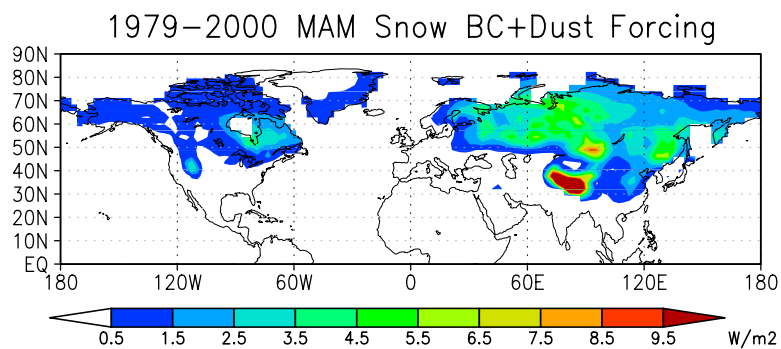 1979-2000 MAM Snow BC+Dust Forcing
90N
80N
70N
60N
50N
40N
30N
20N
10N
EQ
180 120W 60W 0 60E 120E 180
0.5 1.5 2.5 3.5 4.5 5.5 6.5 7.5 8.5 9.5 W/m2